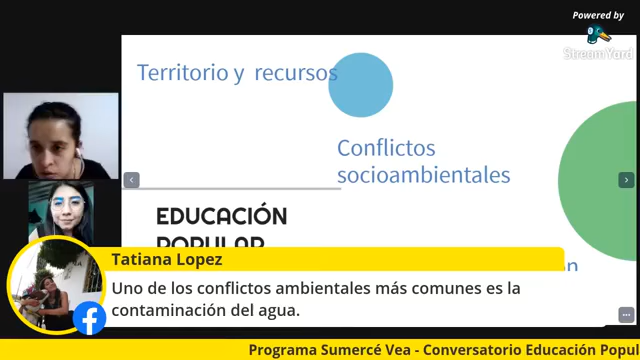 Powered by
StreamYard
Territorio y recursos
Conflictos
socioambientales
EDUCACIÓN
POPULAR
Tatiana Lopez
Uno de los conflictos ambientales más comunes es la
contaminación del agua.
Programa Sumercé Vea - Conversatorio Educación Popul